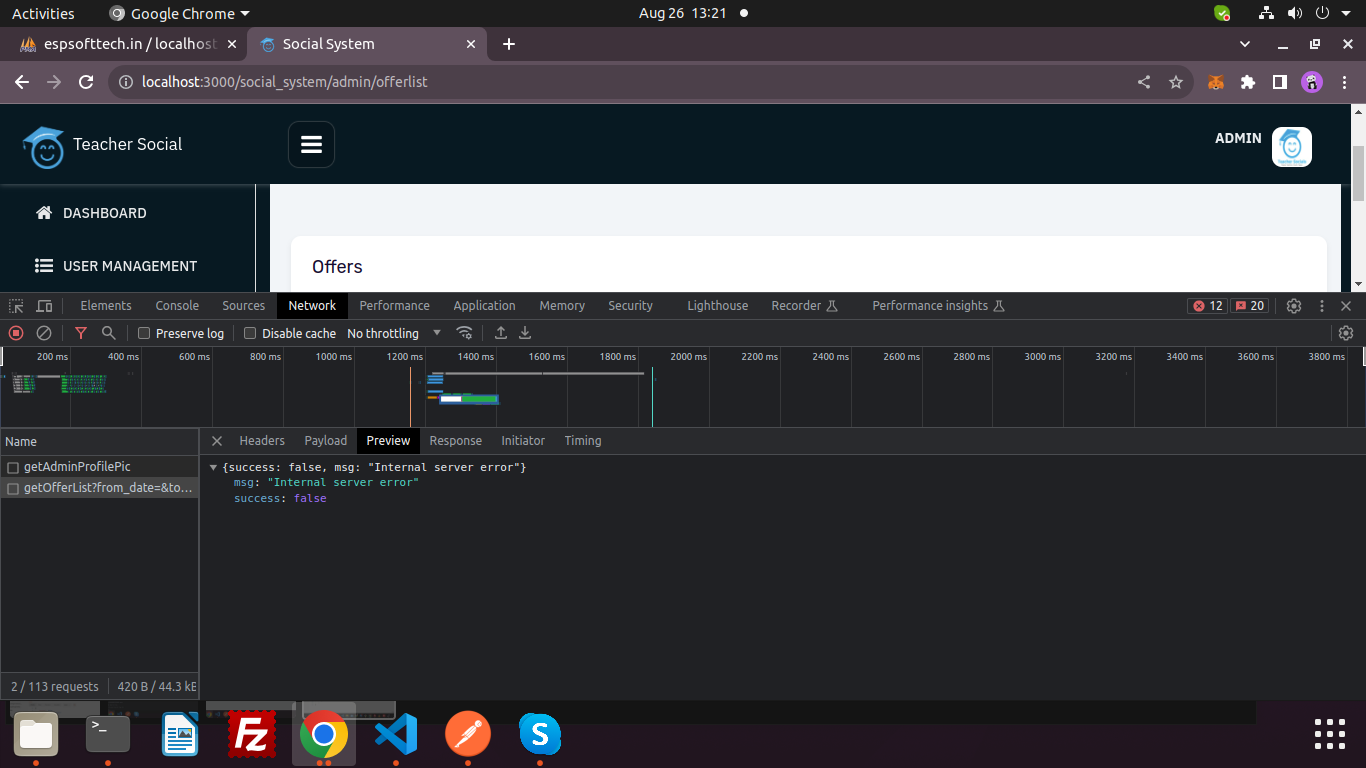 Activities
Google Chrome
Aug 26 13:21
espsofttech.in / localhost
Social System
localhost:3000/social_system/admin/offerlist
Teacher Social
ADMIN
DASHBOARD
USER MANAGEMENT
Offers
Elements
Console
Sources
Network
Performance
Application
Memory
Security
Lighthouse
Recorder
Performance insights
12
20
Preserve log
Disable cache
No throttling
200 ms
400 ms
600 ms
800 ms
1000 ms
1200 ms
1400 ms
1600 ms
1800 ms
2000 ms
2200 ms
2400 ms
2600 ms
2800 ms
3000 ms
3200 ms
3400 ms
3600 ms
3800 ms
Name
Headers
Payload
Preview
Response
Initiator
Timing
getAdminProfilePic
getOfferList?from_date=&to...
{success: false, msg: "Internal server error"}
msg: "Internal server error"
success: false
2 / 113 requests
420 B / 44.3 kE
>_
Fz
S